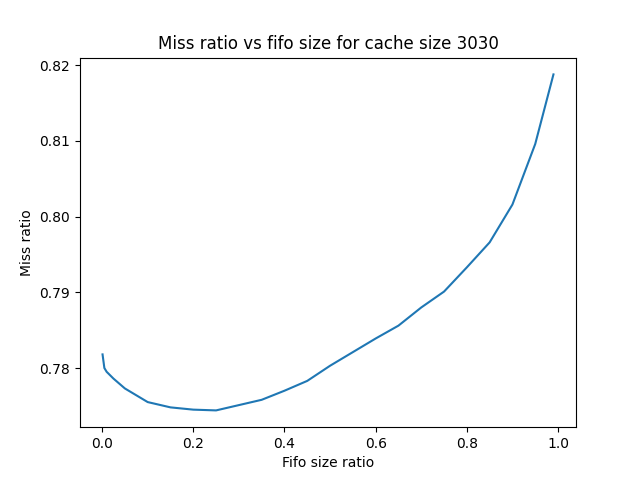 Miss ratio vs fifo size for cache size 3030
0.82
0.81
0.80
0.79
0.78
Miss ratio
0.0 0.2 0.4 0.6 0.8 1.0
Fifo size ratio